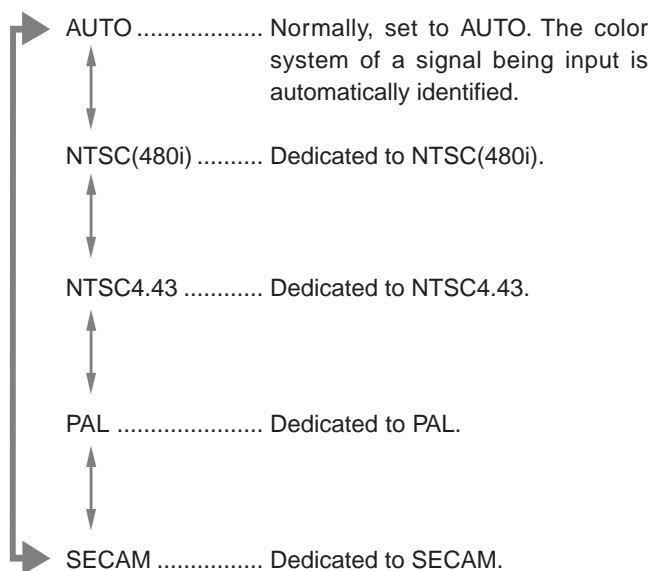 AUTO ................... Normally, set to AUTO. The color
system of a signal being input is
automatically identified.
NTSC(480i) .......... Dedicated to NTSC(480i).
NTSC4.43 ............ Dedicated to NTSC4.43.
PAL ...................... Dedicated to PAL.
SECAM ................ Dedicated to SECAM.